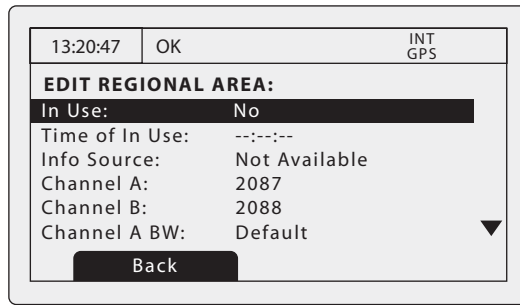 13:20:47 OK INT
GPS
EDIT REGIONAL AREA:
In Use: No
Time of In Use: --:--:--
Info Source: Not Available
Channel A: 2087
Channel B: 2088
Channel A BW: Default
Back